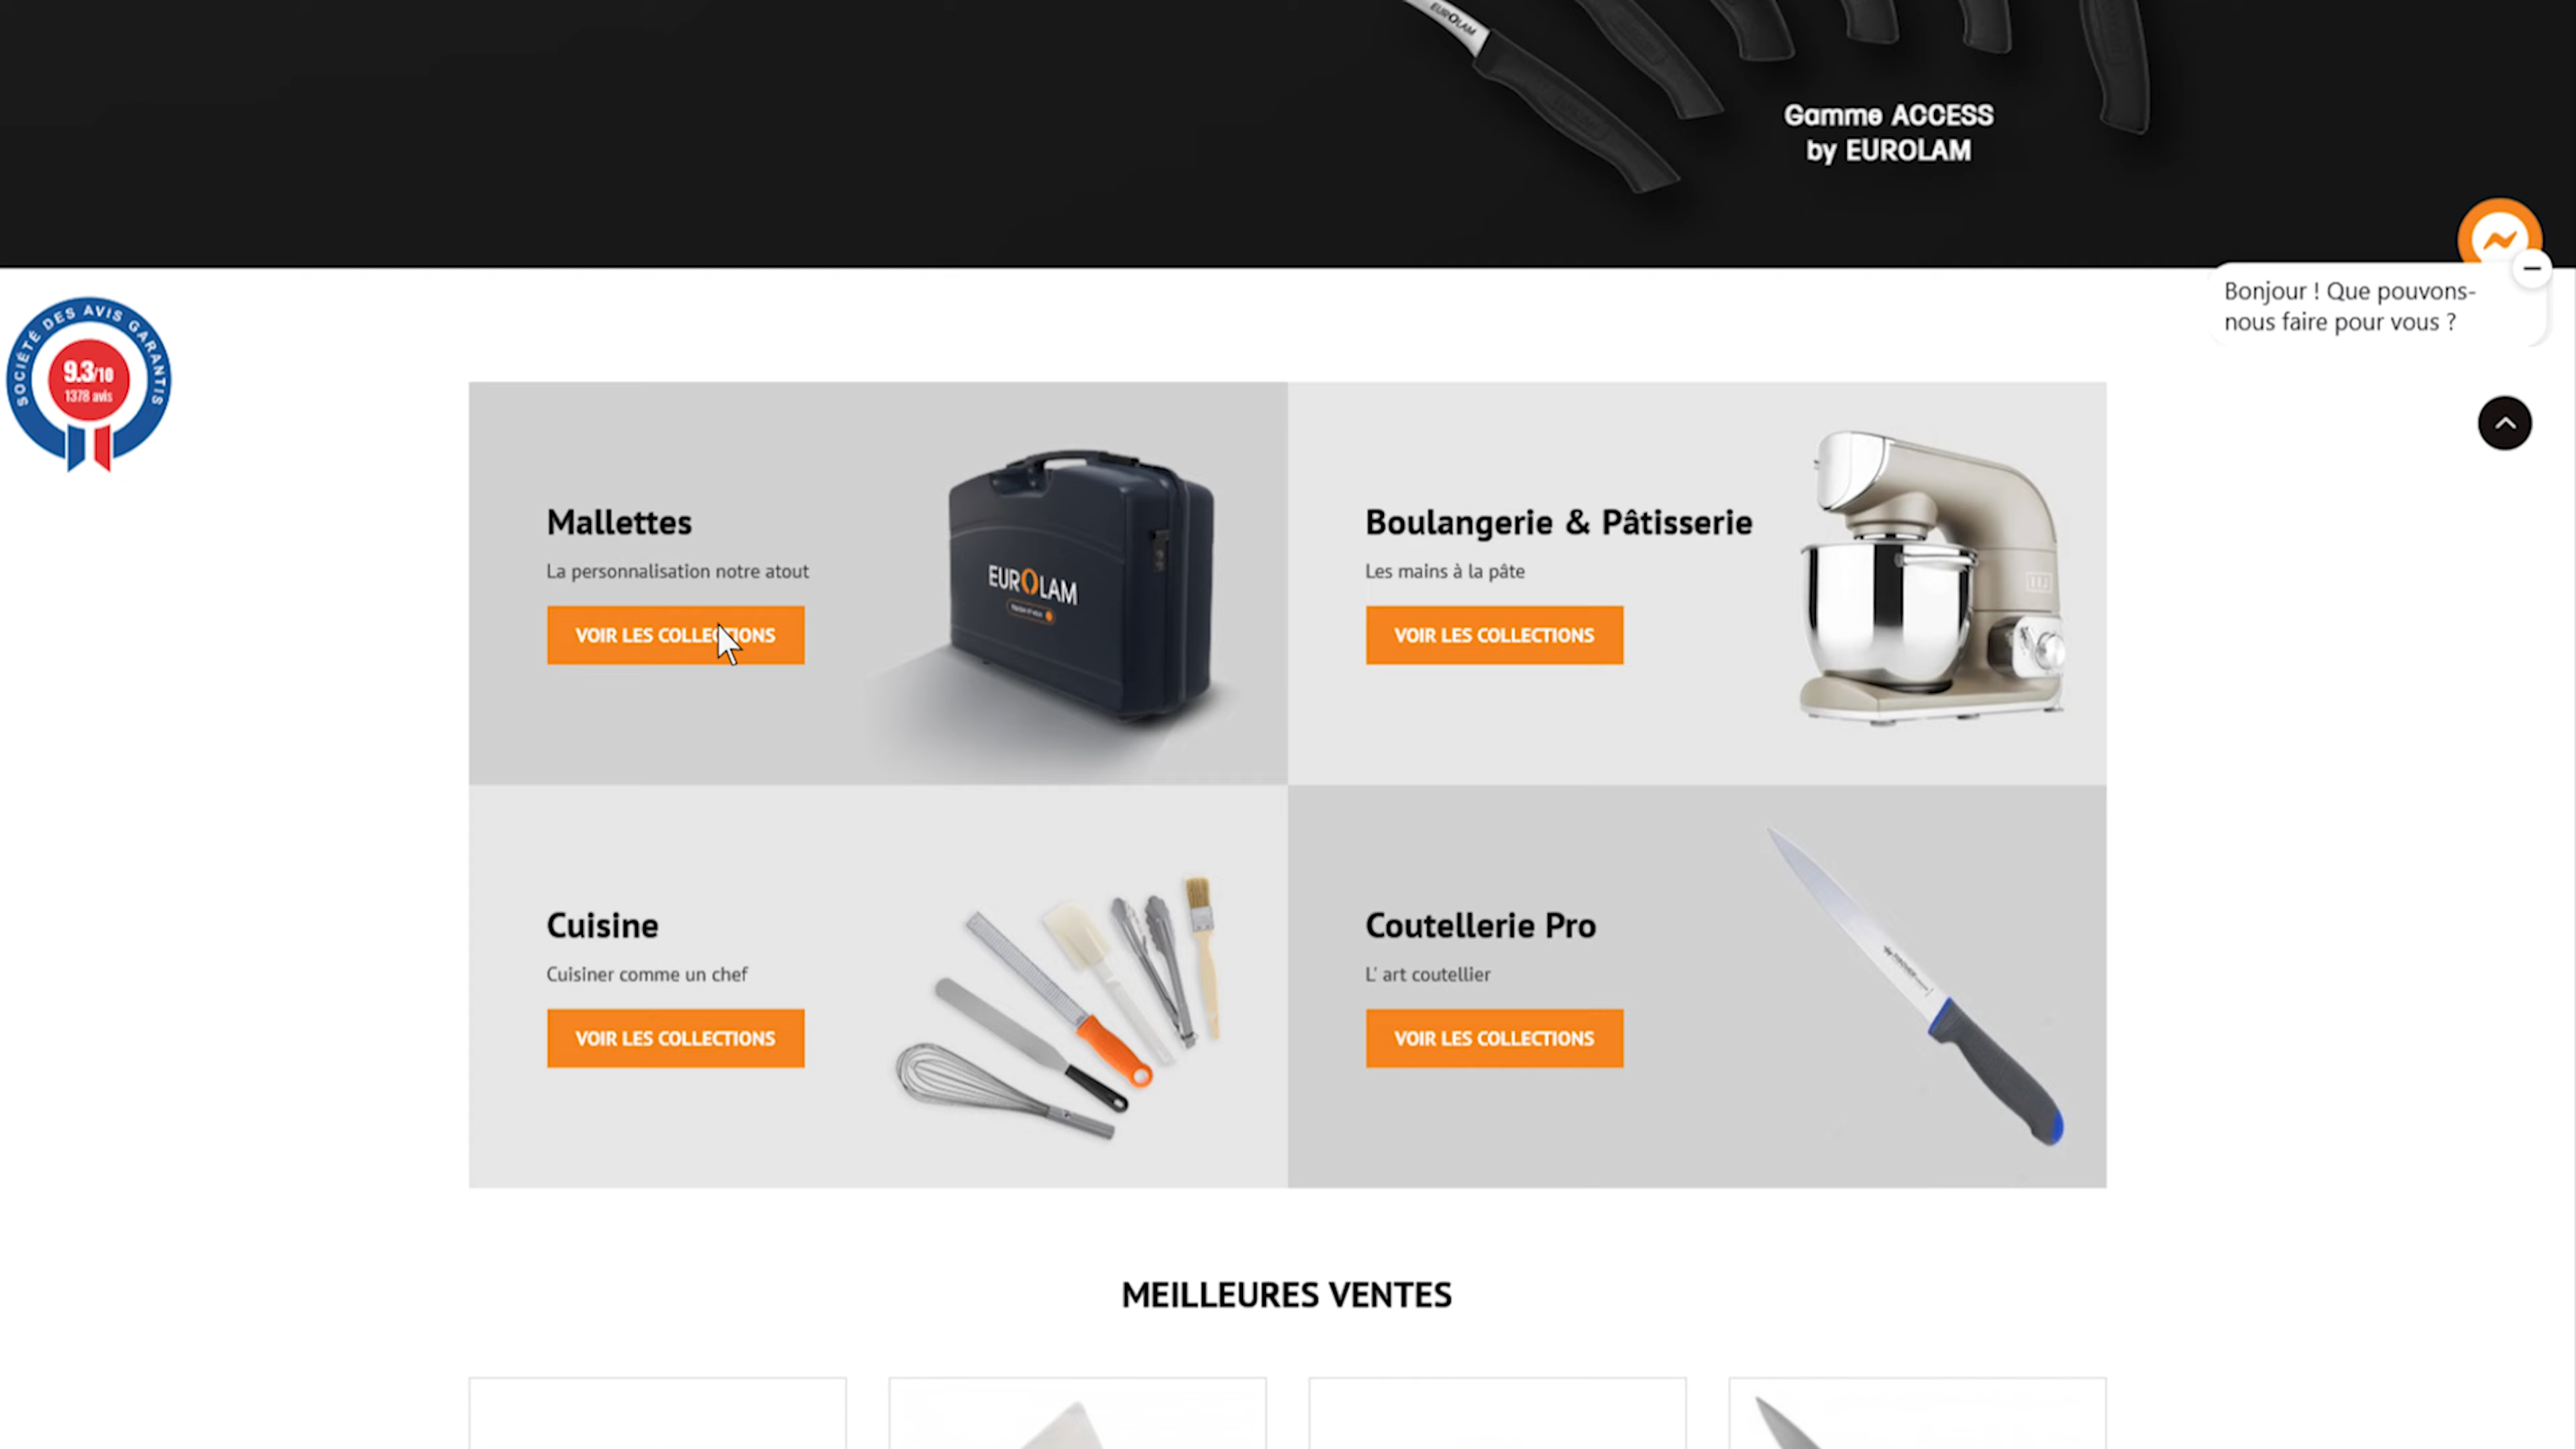 EUROLAM
Gamme ACCESS
by EUROLAM
Bonjour ! Que pouvons-
nous faire pour vous ?
SOCIÉTÉ DES AVIS GARANTIS
9.3/10
1378 avis
Mallettes
La personnalisation notre atout
VOIR LES COLLECTIONS
EUROLAM
Boulangerie & Pâtisserie
Les mains à la pâte
VOIR LES COLLECTIONS
Cuisine
Cuisiner comme un chef
VOIR LES COLLECTIONS
Coutellerie Pro
L' art coutellier
VOIR LES COLLECTIONS
MEILLEURES VENTES